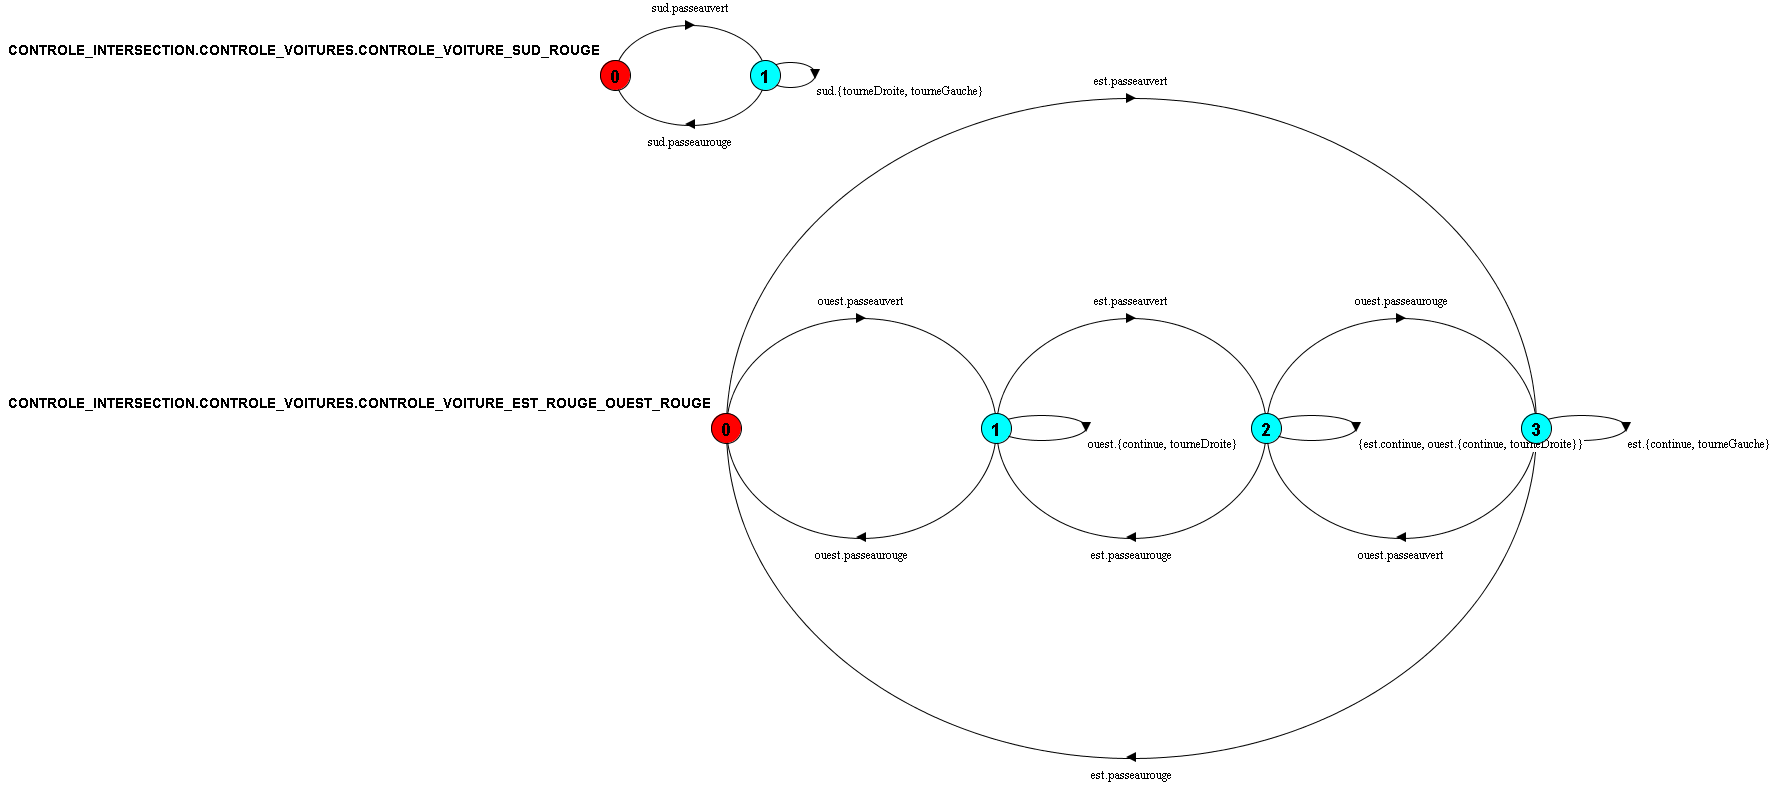 sud.passeauvert
CONTROLE_INTERSECTION.CONTROLE_VOITURES.CONTROLE_VOITURE_SUD_ROUGE
0
1
sud.{tourneDroite, tourneGauche}
sud.passeaurouge
est.passeauvert
ouest.passeauvert
est.passeauvert
ouest.passeaurouge
CONTROLE_INTERSECTION.CONTROLE_VOITURES.CONTROLE_VOITURE_EST_ROUGE_OUEST_ROUGE
0
1
2
3
ouest.{continue, tourneDroite}
{est.continue, ouest.{continue, tourneDroite}}
est.{continue, tourneGauche}
ouest.passeaurouge
est.passeaurouge
ouest.passeauvert
est.passeaurouge